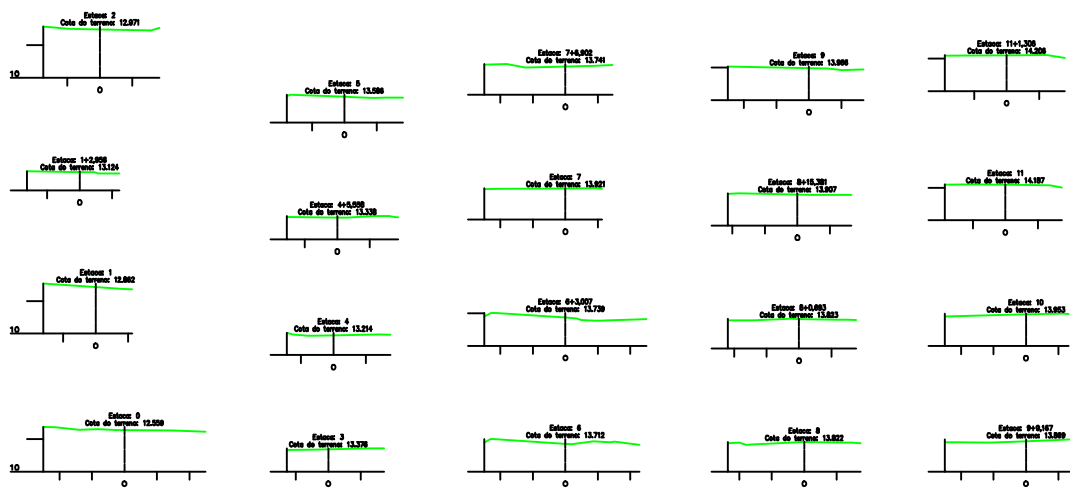 Estaca: 2
Cota do terreno: 12.971
10
0
Estaca: 1+2,956
Cota do terreno: 13.124
0
Estaca: 1
Cota do terreno: 12.862
10
0
Estaca: 0
Cota do terreno: 12.559
10
0
Estaca: 5
Cota do terreno: 13.586
0
Estaca: 4+5,558
Cota do terreno: 13.338
0
Estaca: 4
Cota do terreno: 13.214
0
Estaca: 3
Cota do terreno: 13.376
0
Estaca: 7+6,902
Cota do terreno: 13.741
0
Estaca: 7
Cota do terreno: 13.921
0
Estaca: 6+3,007
Cota do terreno: 13.739
0
Estaca: 6
Cota do terreno: 13.712
0
Estaca: 9
Cota do terreno: 13.986
0
Estaca: 8+15,381
Cota do terreno: 13.907
0
Estaca: 8+0,693
Cota do terreno: 13.823
0
Estaca: 8
Cota do terreno: 13.822
0
Estaca: 11+1,306
Cota do terreno: 14.206
0
Estaca: 11
Cota do terreno: 14.187
0
Estaca: 10
Cota do terreno: 13.953
0
Estaca: 9+9,167
Cota do terreno: 13.869
0